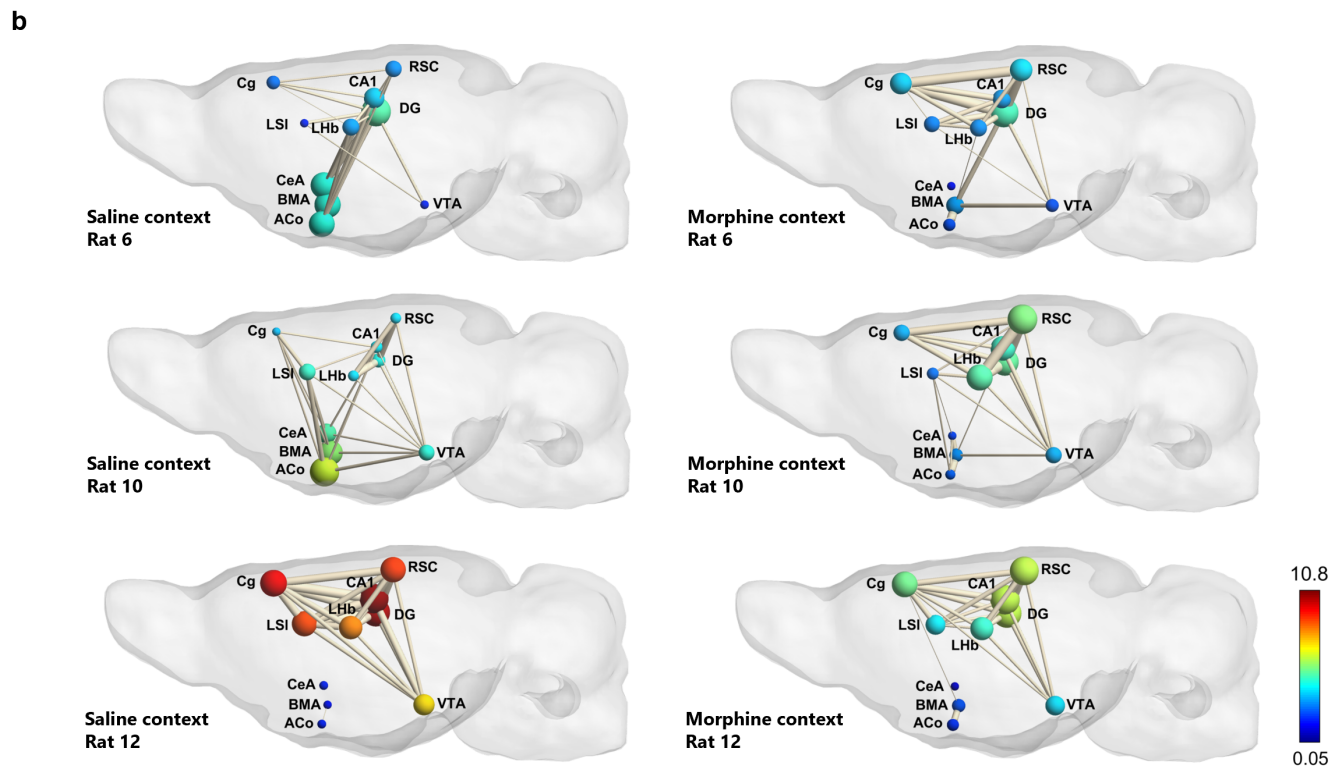 b
Cg
RSC
CA1
DG
LSI
LHb
CeA
BMA
ACo
VTA
Saline context
Rat 6
Cg
RSC
CA1
DG
LSI
LHb
CeA
BMA
ACo
VTA
Morphine context
Rat 6
Cg
RSC
CA1
DG
LSI
LHb
CeA
BMA
ACo
VTA
Saline context
Rat 10
Cg
RSC
CA1
LHb
DG
LSI
CeA
BMA
ACo
VTA
Morphine context
Rat 10
Cg
RSC
CA1
LHb
DG
LSI
CeA
BMA
ACo
VTA
Saline context
Rat 12
Cg
RSC
CA1
DG
LSI
LHb
CeA
BMA
ACo
VTA
Morphine context
Rat 12
10.8
0.05